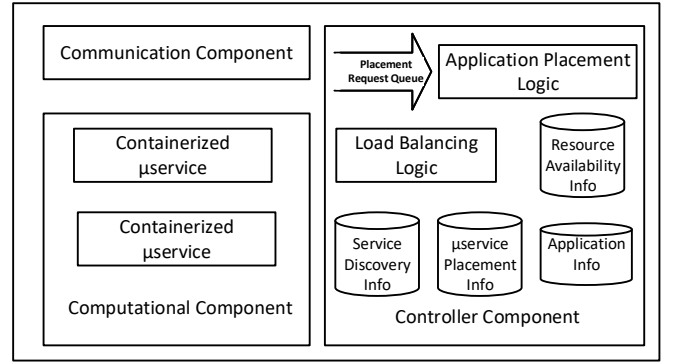 Communication Component
Containerized
μservice
Containerized
μservice
Computational Component
Placement
Request Queue
Application Placement
Logic
Load Balancing
Logic
Resource
Availability
Info
Service
Discovery
Info
μservice
Placement
Info
Application
Info
Controller Component